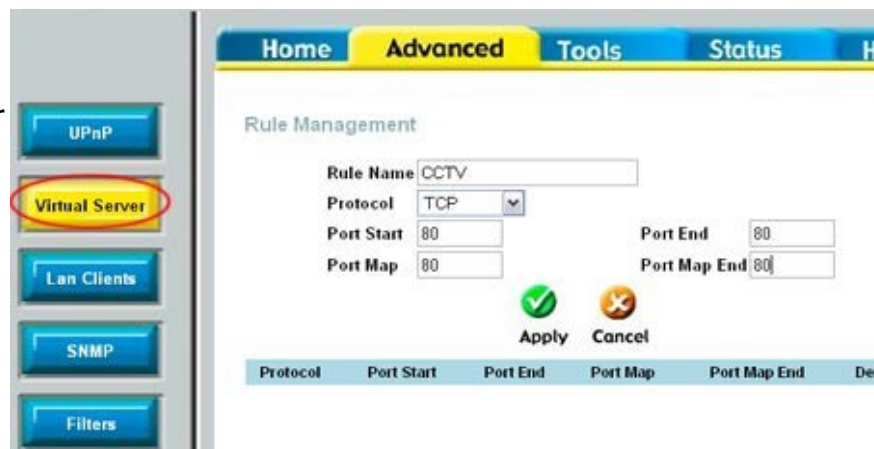 Home Advanced Tools Status H
UPnP
Virtual Server
Lan Clients
SNMP
Filters
Rule Management
Rule Name CCTV
Protocol TCP
Port Start 80 Port End 80
Port Map 80 Port Map End 80
Apply Cancel
Protocol Port Start Port End Port Map Port Map End De